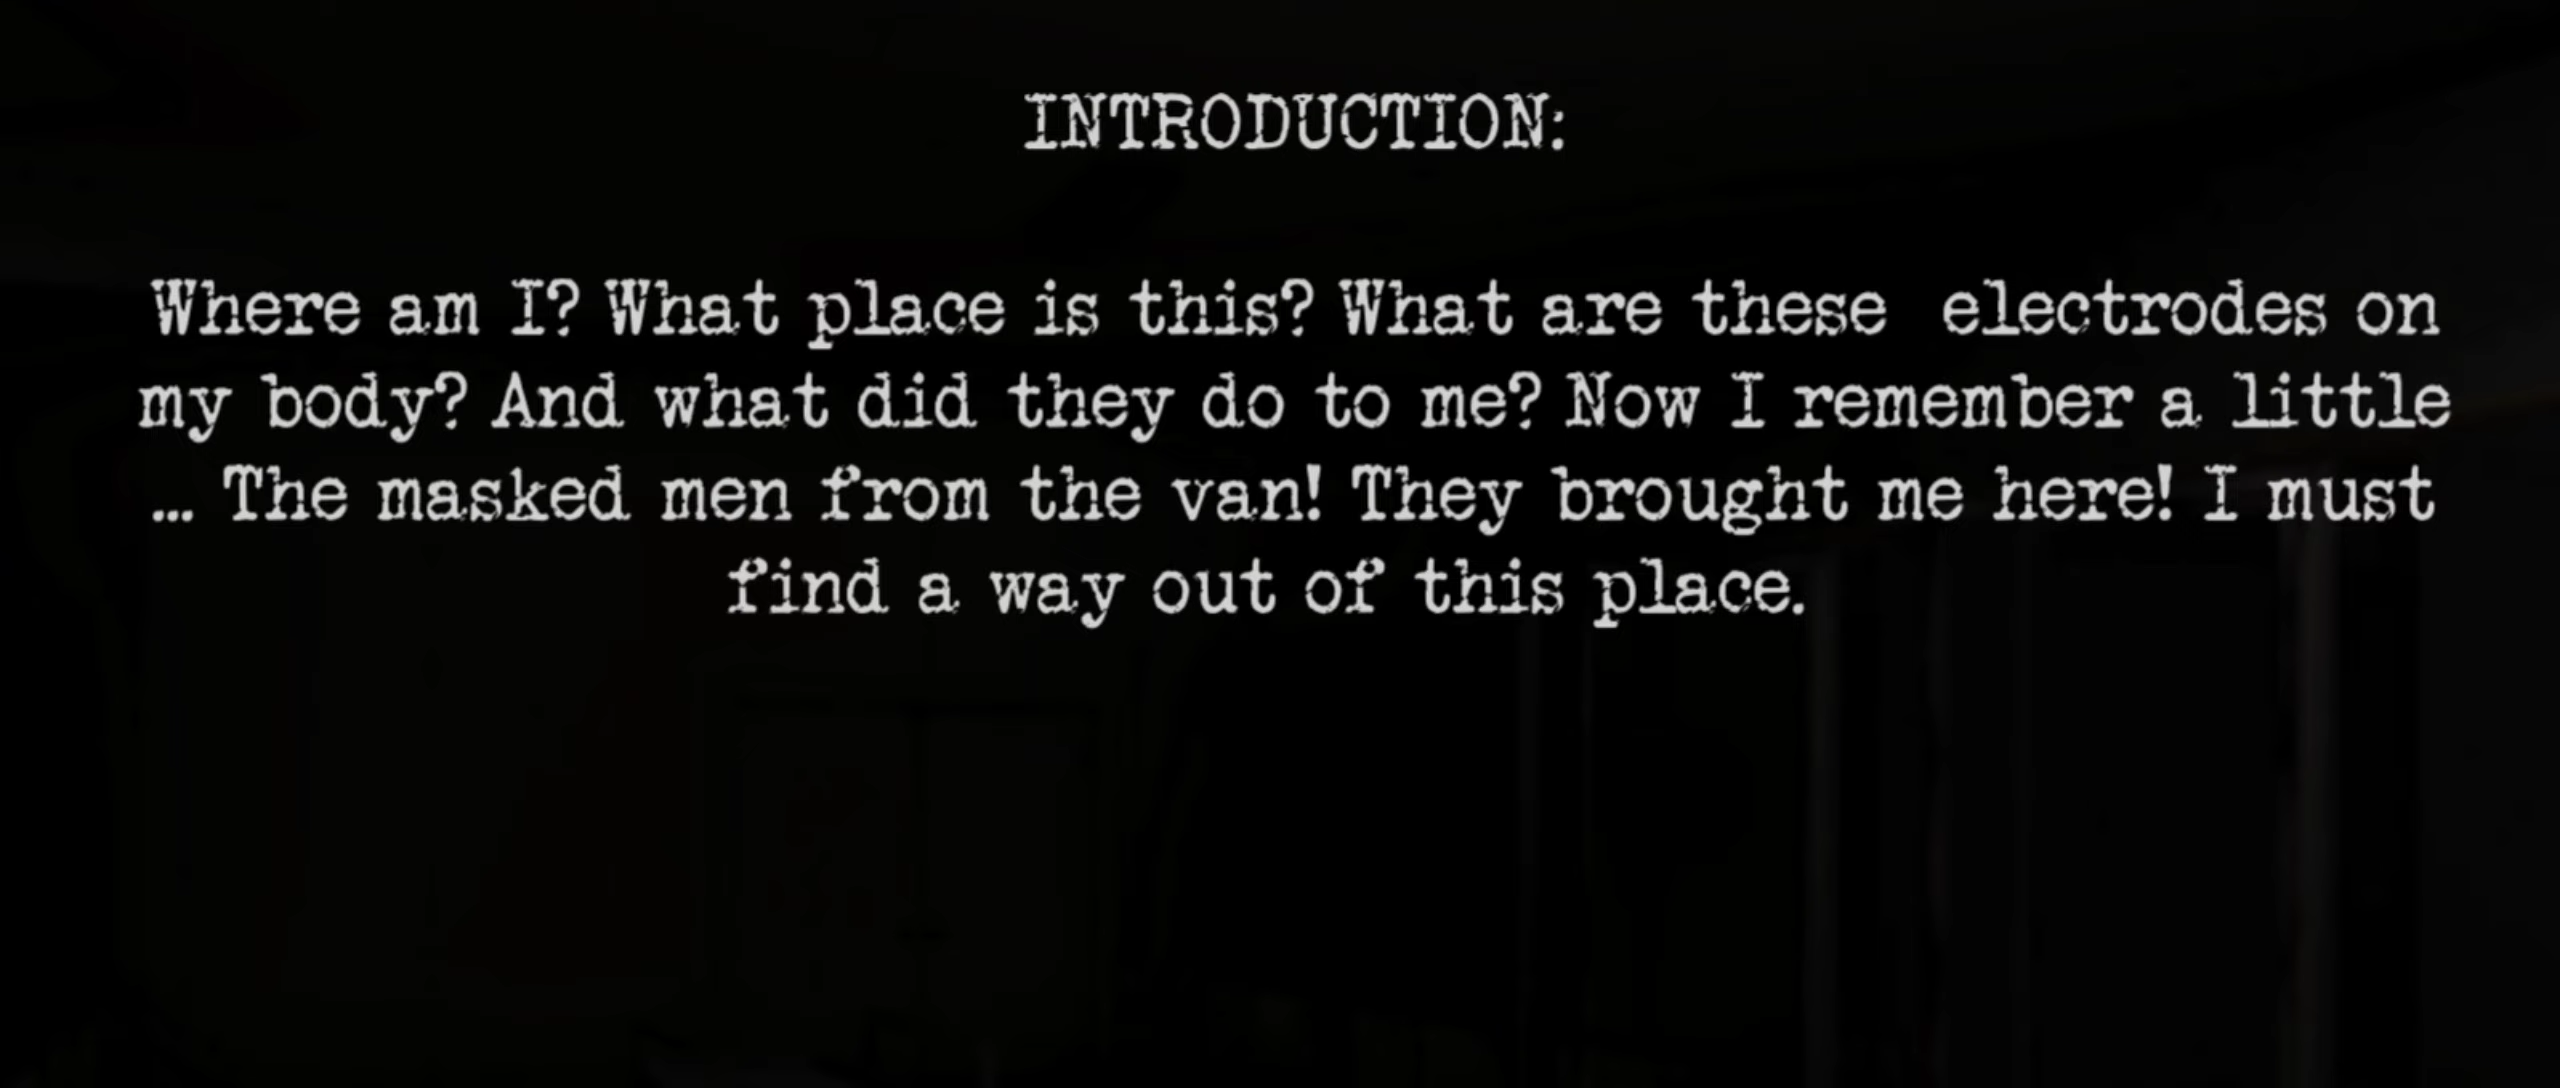 INTRODUCTION:
Where am I? What place is this? What are these  electrodes on
my body? And what did they do to me? Now I remember a little
... The masked men from the van! They brought me here! I must
find a way out of this place.